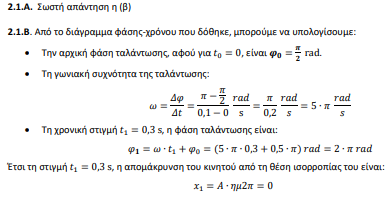 2.1.Α. Σωστή απάντηση η (β)
2.1.Β. Από το διάγραμμα φάσης-χρόνου που δόθηκε, μπορούμε να υπολογίσουμε:
• Την αρχική φάση ταλάντωσης, αφού για t₀ = 0, είναι φ₀ = π/2 rad.
• Τη γωνιακή συχνότητα της ταλάντωσης:
ω = Δφ/Δt = (π − π/2)/(0,1 − 0) rad/s = π/0,2 rad/s = 5 · π rad/s
• Τη χρονική στιγμή t₁ = 0,3 s, η φάση ταλάντωσης είναι:
φ₁ = ω · t₁ + φ₀ = (5 · π · 0,3 + 0,5 · π) rad = 2 · π rad
Έτσι τη στιγμή t₁ = 0,3 s, η απομάκρυνση του κινητού από τη θέση ισορροπίας του είναι:
x₁ = A · ημ2π = 0